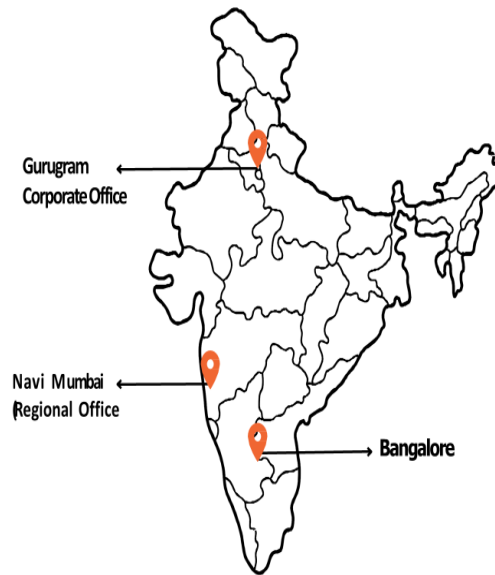 Gurugram
Corporate Office
Navi Mumbai
(Regional Office
Bangalore